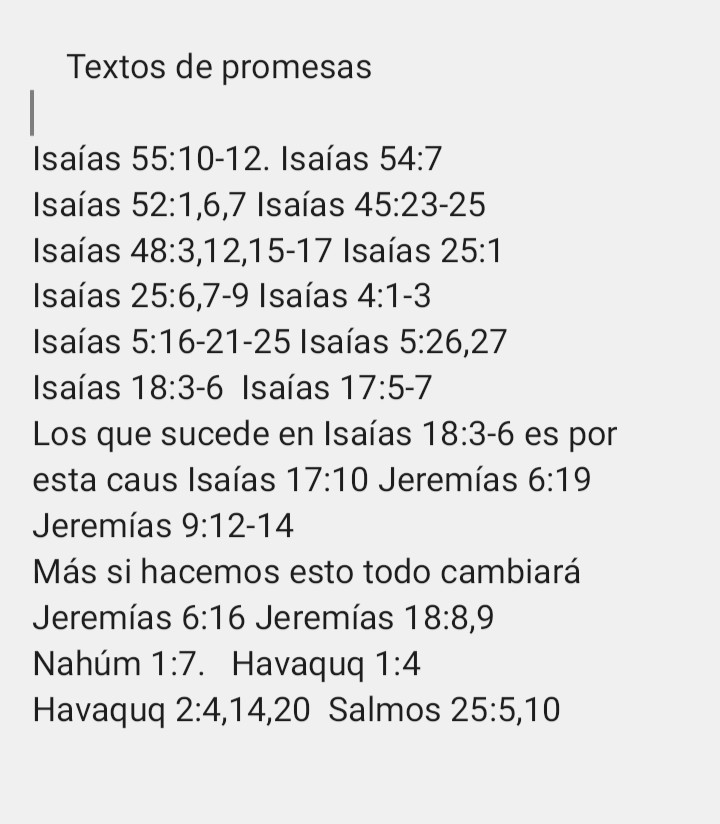 Textos de promesas
Isaías 55:10-12. Isaías 54:7
Isaías 52:1,6,7 Isaías 45:23-25
Isaías 48:3,12,15-17 Isaías 25:1
Isaías 25:6,7-9 Isaías 4:1-3
Isaías 5:16-21-25 Isaías 5:26,27
Isaías 18:3-6  Isaías 17:5-7
Los que sucede en Isaías 18:3-6 es por
esta caus Isaías 17:10 Jeremías 6:19
Jeremías 9:12-14
Más si hacemos esto todo cambiará
Jeremías 6:16 Jeremías 18:8,9
Nahúm 1:7.   Havaquq 1:4
Havaquq 2:4,14,20  Salmos 25:5,10